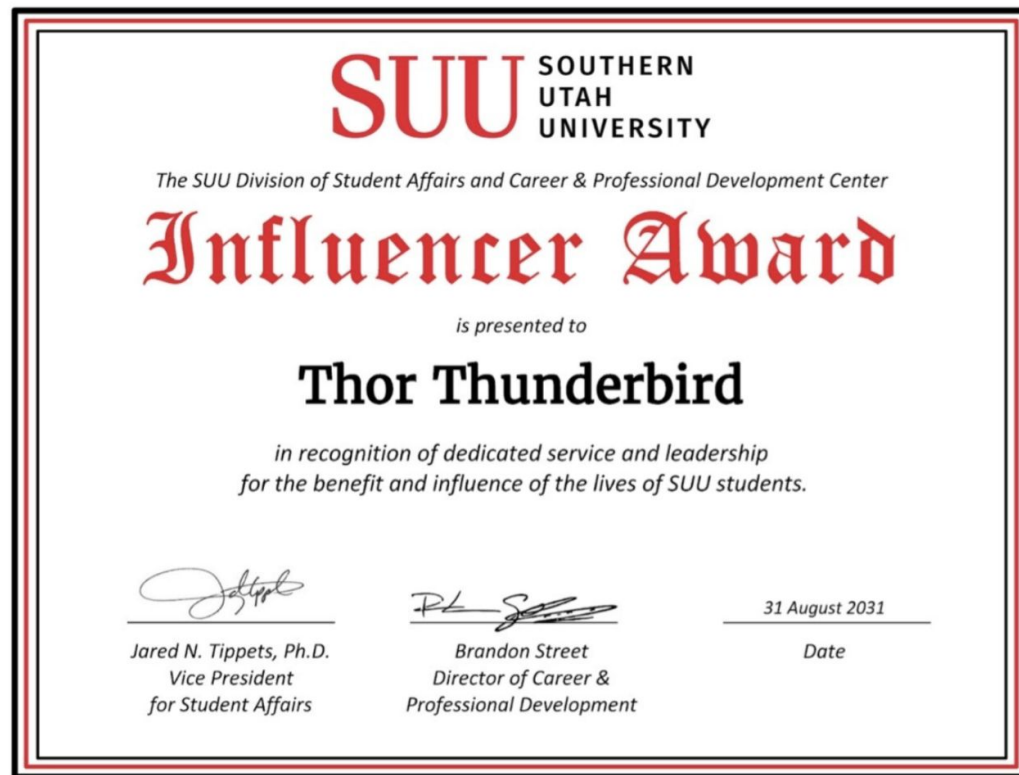 SUU SOUTHERN
UTAH
UNIVERSITY
The SUU Division of Student Affairs and Career & Professional Development Center
Influencer Award
is presented to
Thor Thunderbird
in recognition of dedicated service and leadership
for the benefit and influence of the lives of SUU students.
31 August 2031
Jared N. Tippets, Ph.D.
Vice President
for Student Affairs
Brandon Street
Director of Career &
Professional Development
Date